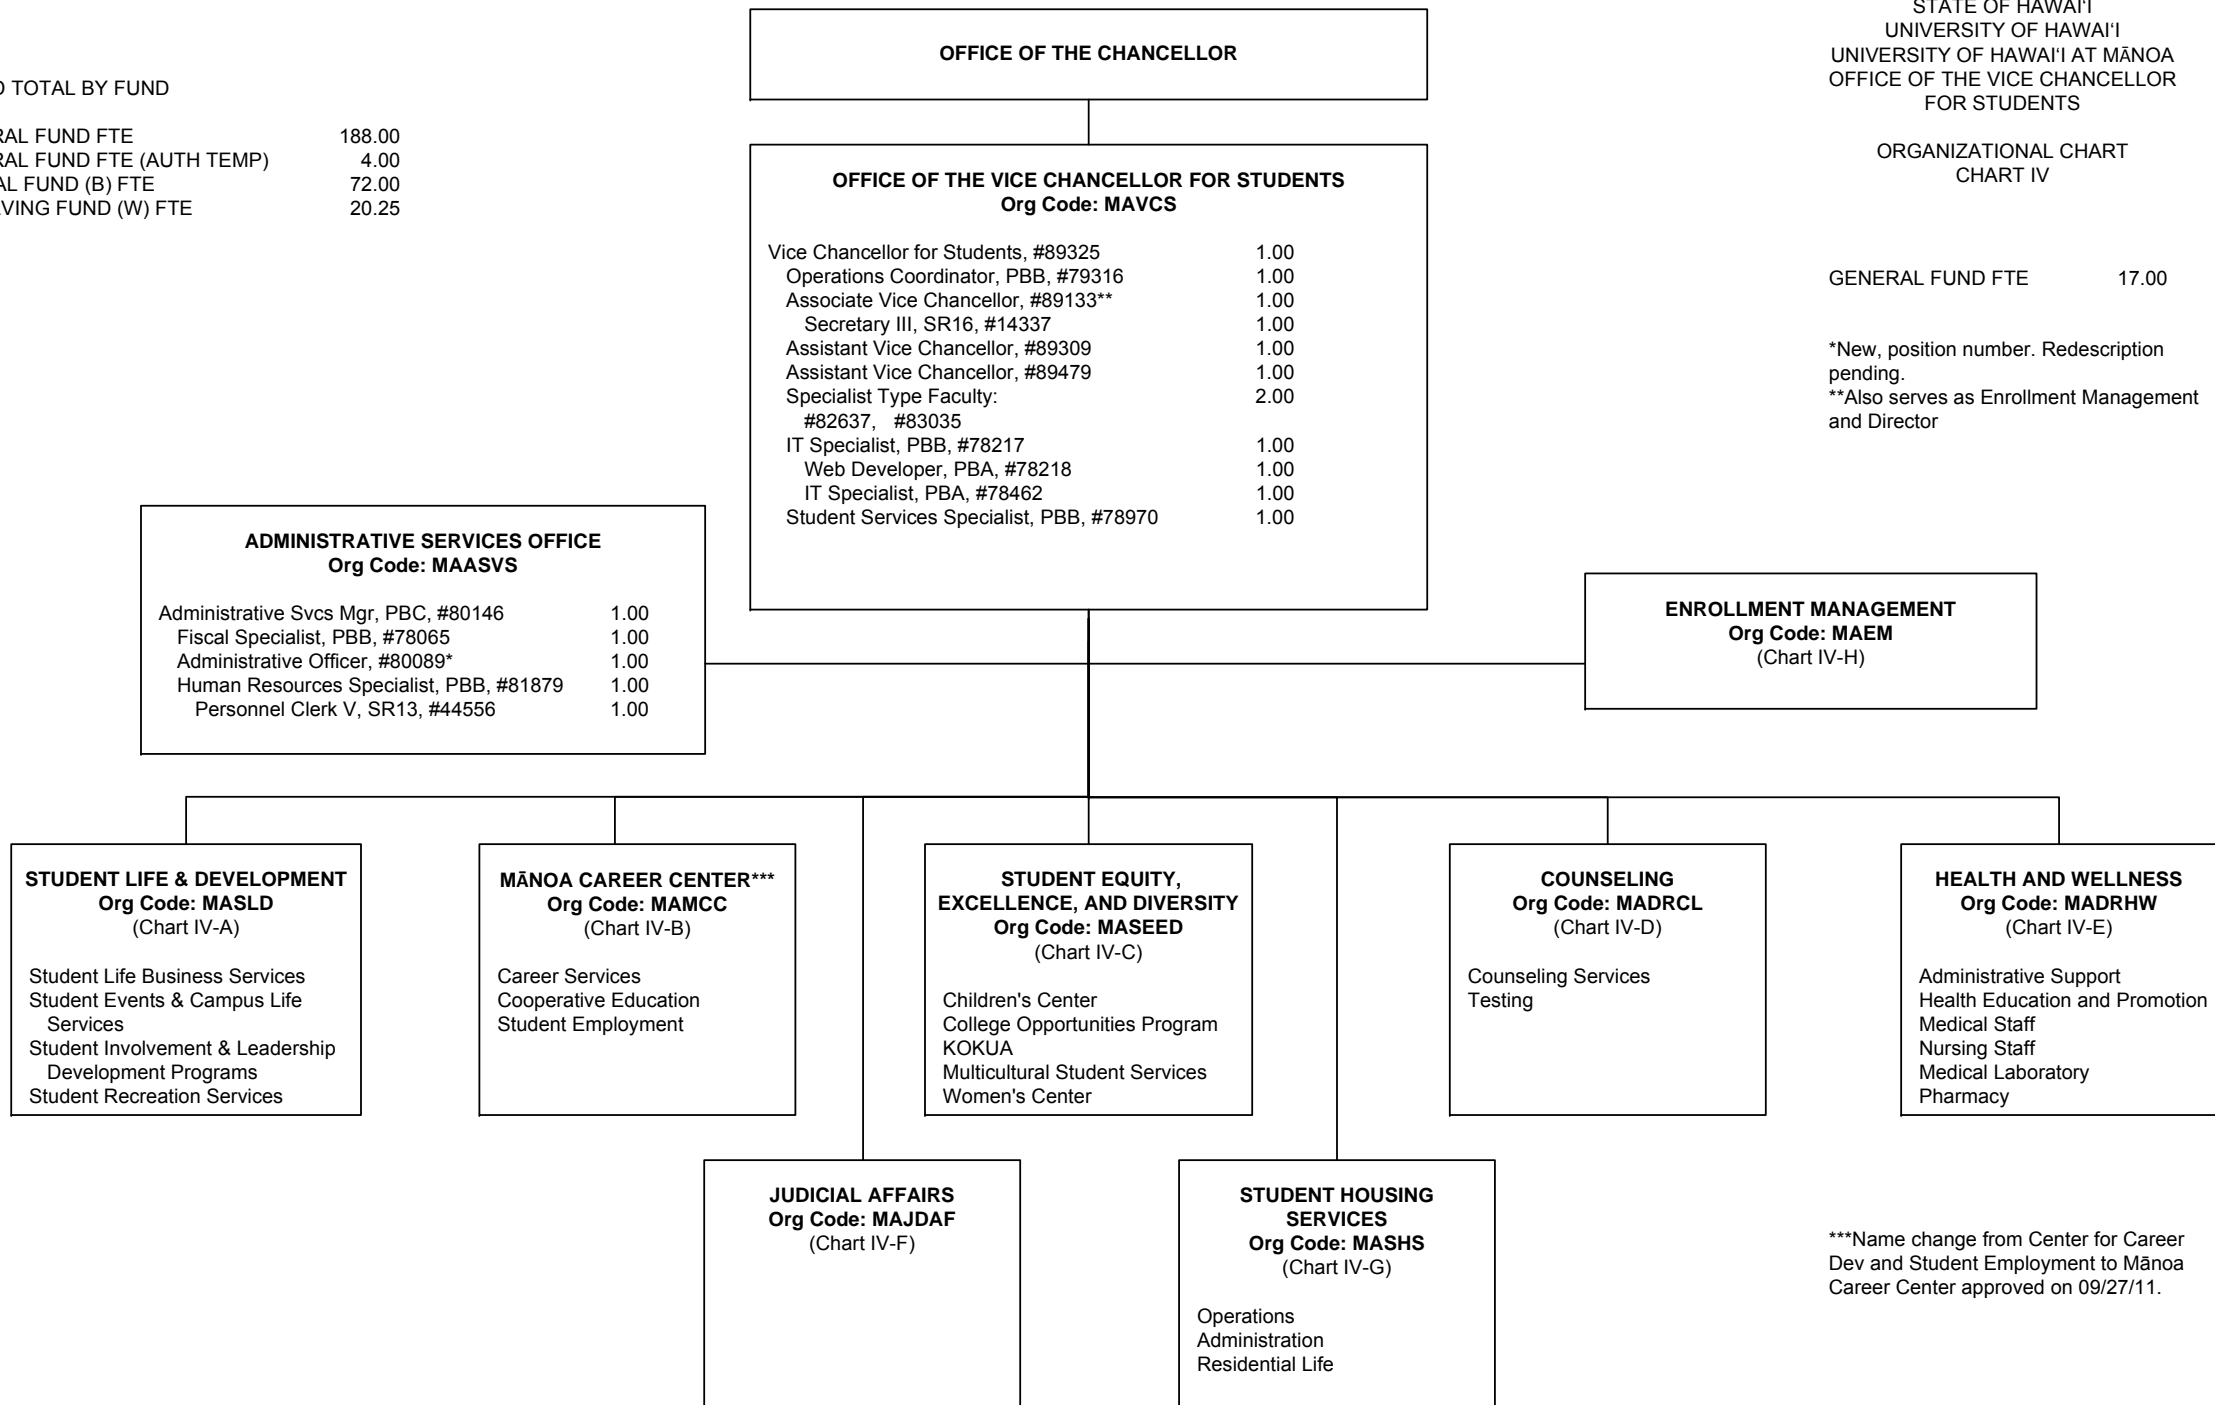 OFFICE OF THE CHANCELLOR
STATE OF HAWAI‘I
UNIVERSITY OF HAWAI‘I
UNIVERSITY OF HAWAI‘I AT MĀNOA
OFFICE OF THE VICE CHANCELLOR
FOR STUDENTS
ORGANIZATIONAL CHART
CHART IV
TOTAL BY FUND
FUND FTE 188.00
FUND FTE (AUTH TEMP) 4.00
FUND (B) FTE 72.00
FUND (W) FTE 20.25
OFFICE OF THE VICE CHANCELLOR FOR STUDENTS
Org Code: MAVCS
Vice Chancellor for Students, #89325 1.00
Operations Coordinator, PBB, #79316 1.00
Associate Vice Chancellor, #89133** 1.00
Secretary III, SR16, #14337 1.00
Assistant Vice Chancellor, #89309 1.00
Assistant Vice Chancellor, #89479 1.00
Specialist Type Faculty: 2.00
#82637, #83035
IT Specialist, PBB, #78217 1.00
Web Developer, PBA, #78218 1.00
IT Specialist, PBA, #78462 1.00
Student Services Specialist, PBB, #78970 1.00
GENERAL FUND FTE 17.00
*New, position number. Redescription
pending.
**Also serves as Enrollment Management
and Director
ADMINISTRATIVE SERVICES OFFICE
Org Code: MAASVS
Administrative Svcs Mgr, PBC, #80146 1.00
Fiscal Specialist, PBB, #78065 1.00
Administrative Officer, #80089* 1.00
Human Resources Specialist, PBB, #81879 1.00
Personnel Clerk V, SR13, #44556 1.00
ENROLLMENT MANAGEMENT
Org Code: MAEM
(Chart IV-H)
STUDENT LIFE & DEVELOPMENT
Org Code: MASLD
(Chart IV-A)
Student Life Business Services
Student Events & Campus Life
Services
Student Involvement & Leadership
Development Programs
Student Recreation Services
MĀNOA CAREER CENTER***
Org Code: MAMCC
(Chart IV-B)
Career Services
Cooperative Education
Student Employment
STUDENT EQUITY,
EXCELLENCE, AND DIVERSITY
Org Code: MASEED
(Chart IV-C)
Children's Center
College Opportunities Program
KOKUA
Multicultural Student Services
Women's Center
COUNSELING
Org Code: MADRCL
(Chart IV-D)
Counseling Services
Testing
HEALTH AND WELLNESS
Org Code: MADRHW
(Chart IV-E)
Administrative Support
Health Education and Promotion
Medical Staff
Nursing Staff
Medical Laboratory
Pharmacy
JUDICIAL AFFAIRS
Org Code: MAJDAF
(Chart IV-F)
STUDENT HOUSING
SERVICES
Org Code: MASHS
(Chart IV-G)
Operations
Administration
Residential Life
***Name change from Center for Career
Dev and Student Employment to Mānoa
Career Center approved on 09/27/11.